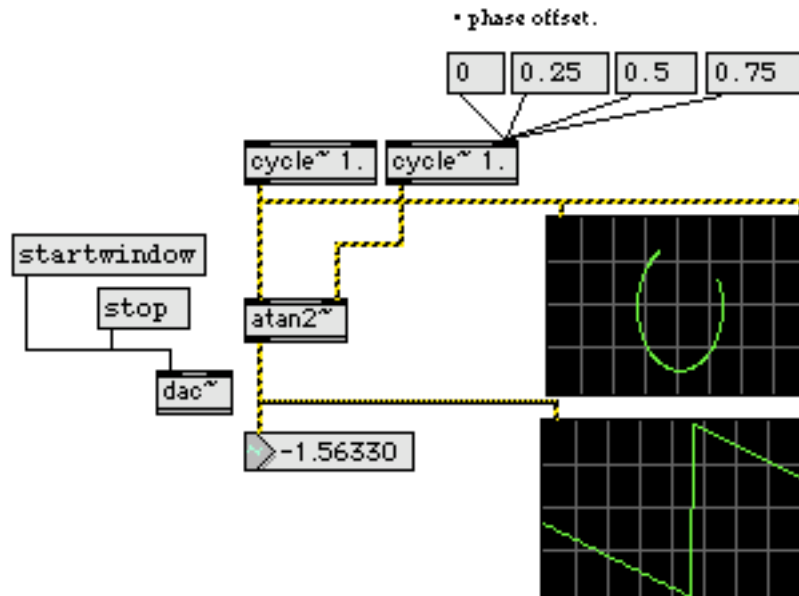 • phase offset.
0 0.25 0.5 0.75
cycle~ 1. cycle~ 1.
startwindow
stop
atan2~
dac~
-1.56330